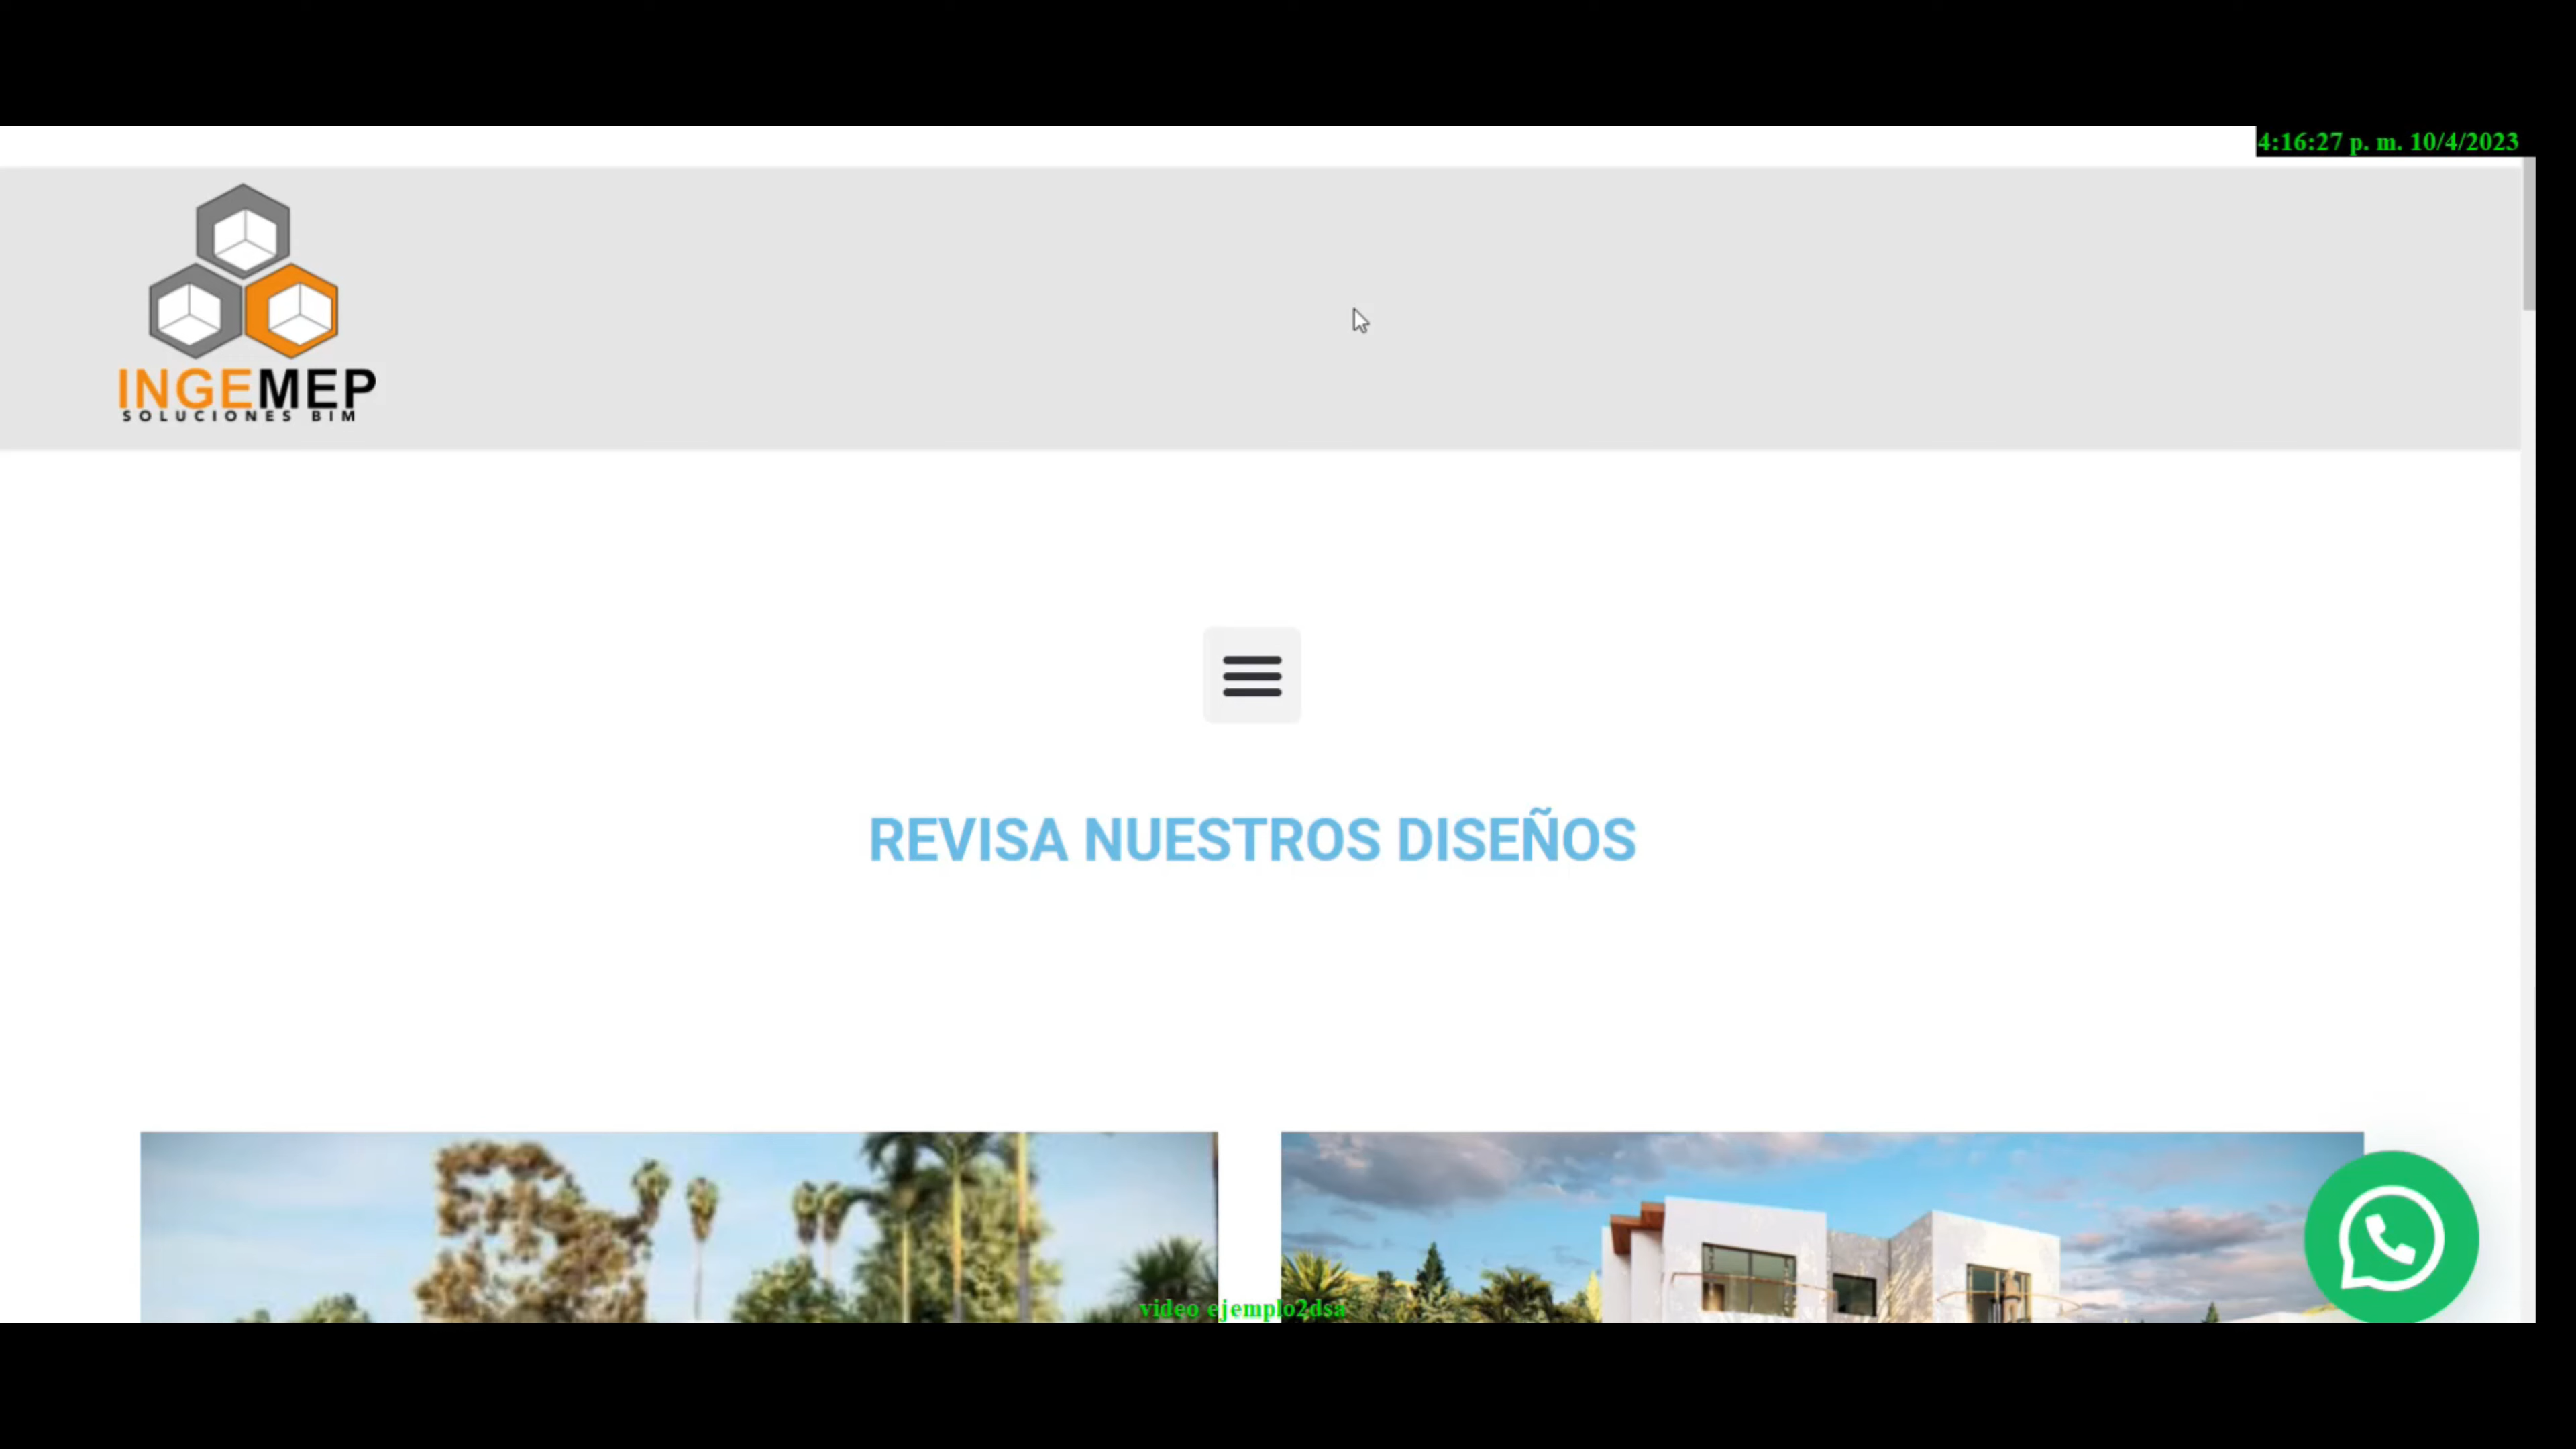 4:16:27 p. m. 10/4/2023
INGEMEP
SOLUCIONES BIM
REVISA NUESTROS DISEÑOS
video ejemplo2dsa